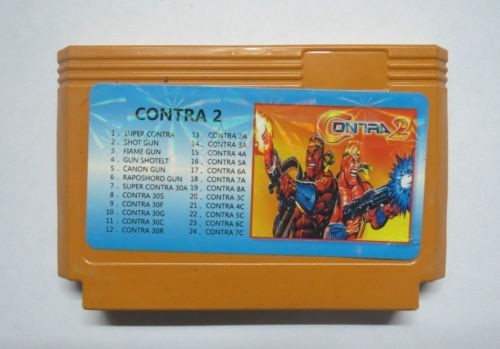 CONTRA 2
1. SUPER CONTRA
2. SHOT GUN
3. FIAME GUN
4. GUN SHOTELT
5. CANON GUN
6. RAPOSHORD GUN
7. SUPER CONTRA 30A
8. CONTRA 30S
9. CONTRA 30F
10. CONTRA 30G
11. CONTRA 30C
12. CONTRA 30R
13. CONTRA 2A
14. CONTRA 3A
15. CONTRA 4A
16. CONTRA 5A
17. CONTRA 6A
18. CONTRA 7A
19. CONTRA 8A
20. CONTRA 3C
21. CONTRA 4C
22. CONTRA 5C
23. CONTRA 6C
24. CONTRA 7C
CONTRA 2